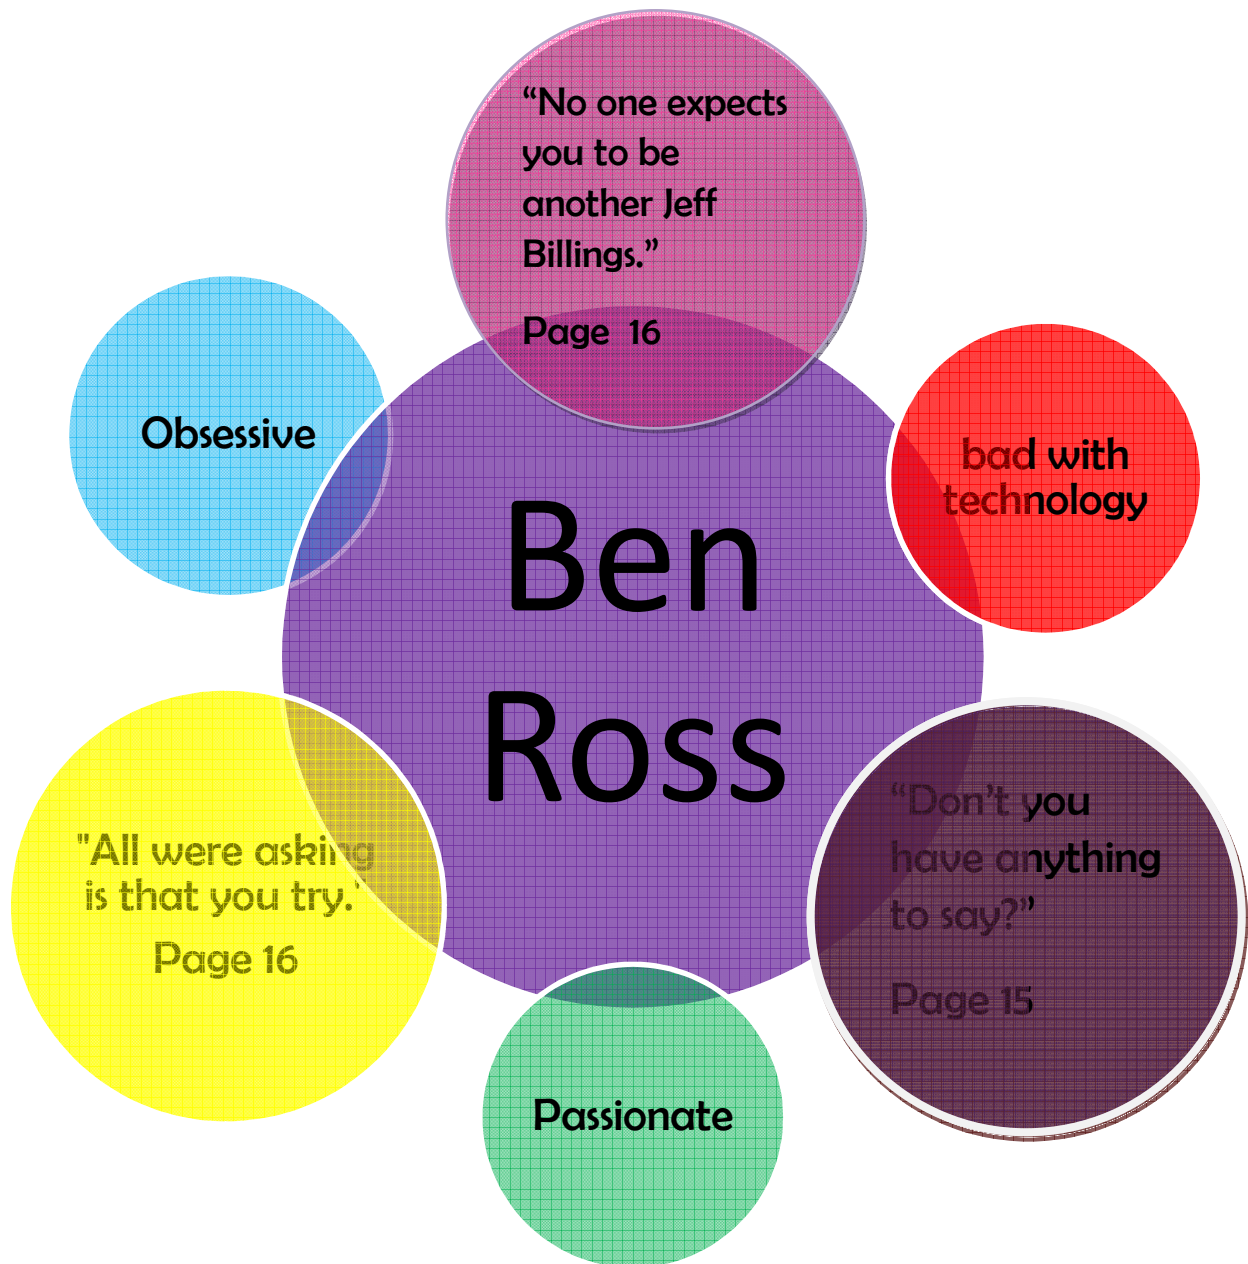 “No one expects
you to be
another Jeff
Billings.”
Page 16
Obsessive
bad with
technology
Ben
Ross
"All were asking
is that you try."
Page 16
“Don’t you
have anything
to say?”
Page 15
Passionate